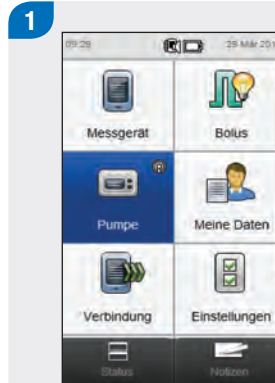 1
09:29 29 Mär 201
Messgerät Bolus
Pumpe Meine Daten
Verbindung Einstellungen
Status Notizen